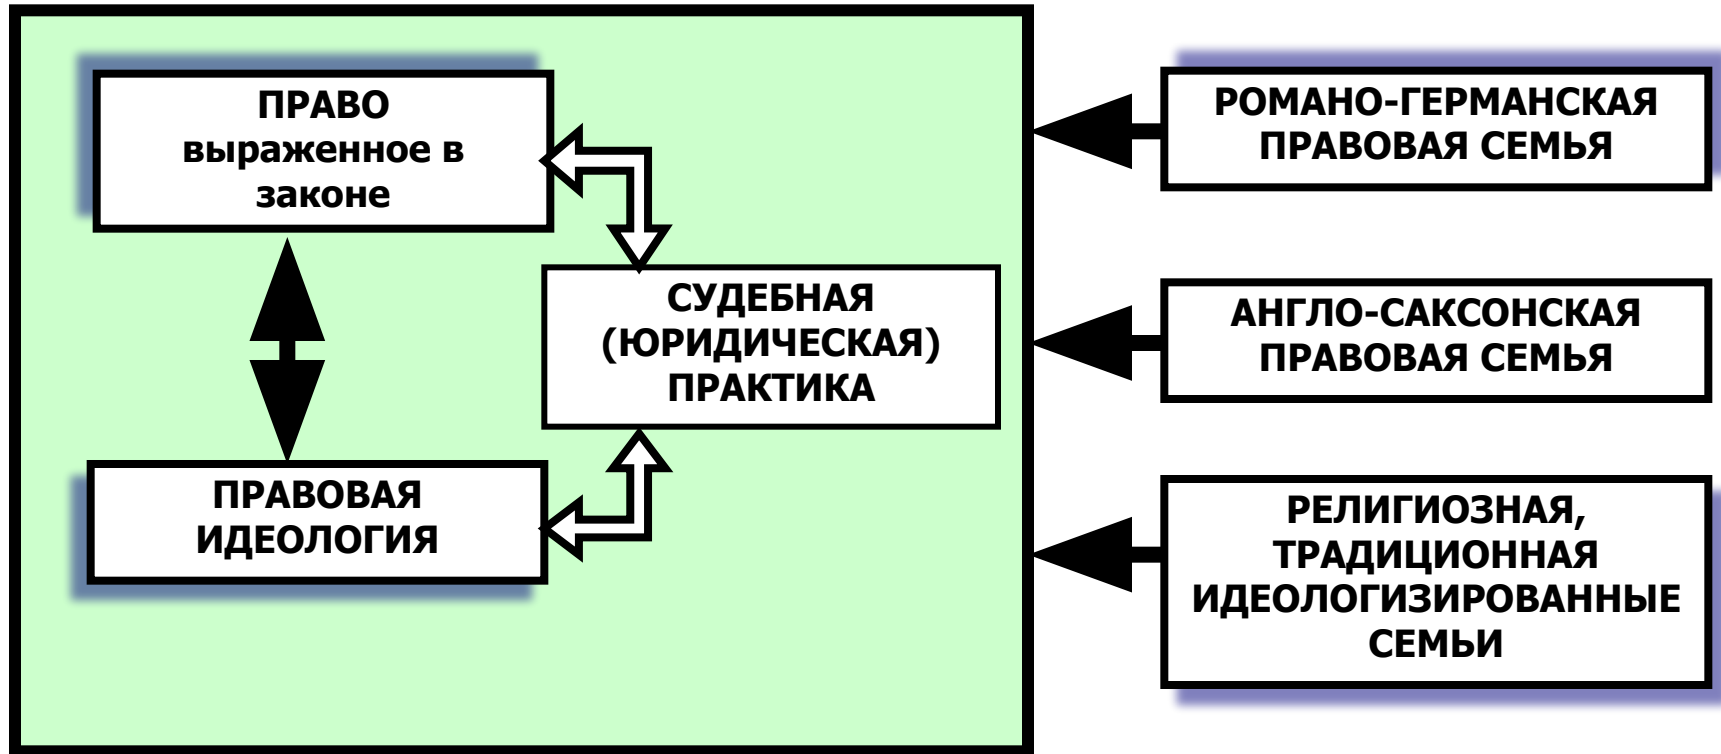 ПРАВО
выраженное в
законе
СУДЕБНАЯ
(ЮРИДИЧЕСКАЯ)
ПРАКТИКА
ПРАВОВАЯ
ИДЕОЛОГИЯ
РОМАНО-ГЕРМАНСКАЯ
ПРАВОВАЯ СЕМЬЯ
АНГЛО-САКСОНСКАЯ
ПРАВОВАЯ СЕМЬЯ
РЕЛИГИОЗНАЯ,
ТРАДИЦИОННАЯ
ИДЕОЛОГИЗИРОВАННЫЕ
СЕМЬИ